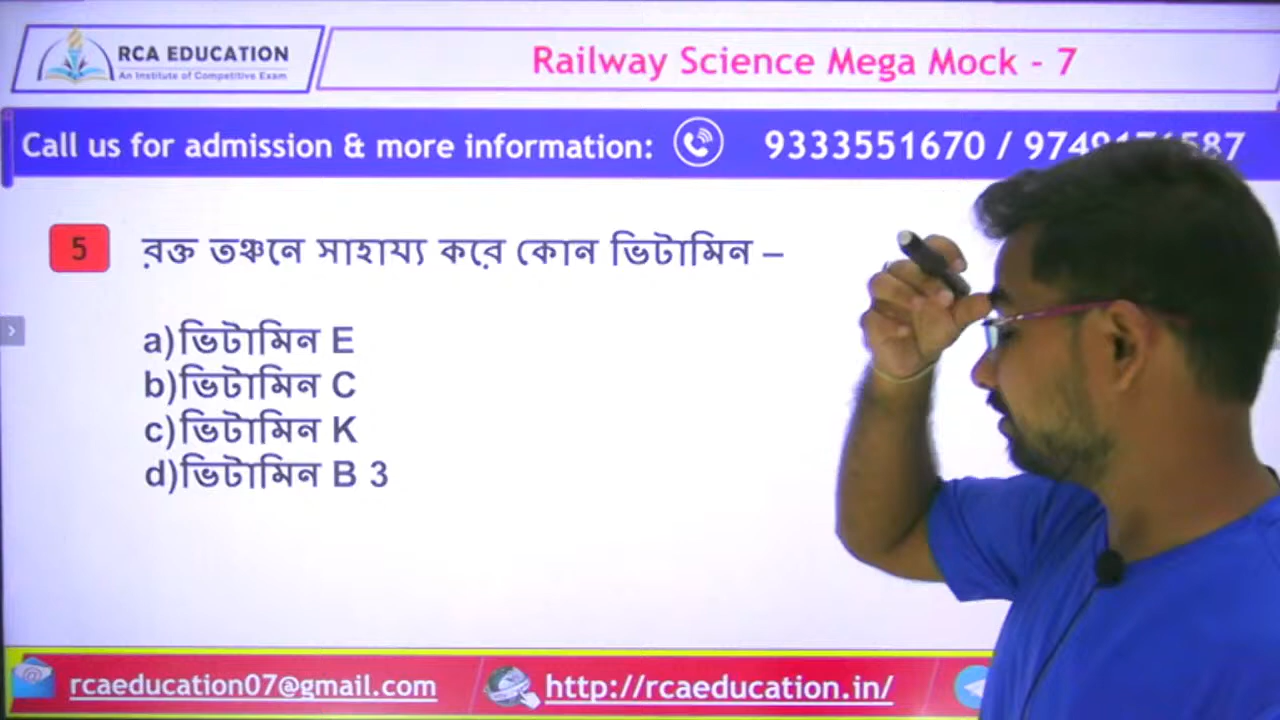 RCA EDUCATION
An Institute of Competitive Exam
Railway Science Mega Mock - 7
Call us for admission & more information: 9333551670 /
5 রক্ত তঞ্চনে সাহায্য করে কোন ভিটামিন –
a)ভিটামিন E
b)ভিটামিন C
c)ভিটামিন K
d)ভিটামিন B 3
rcaeducation07@gmail.com http://rcaeducation.in/